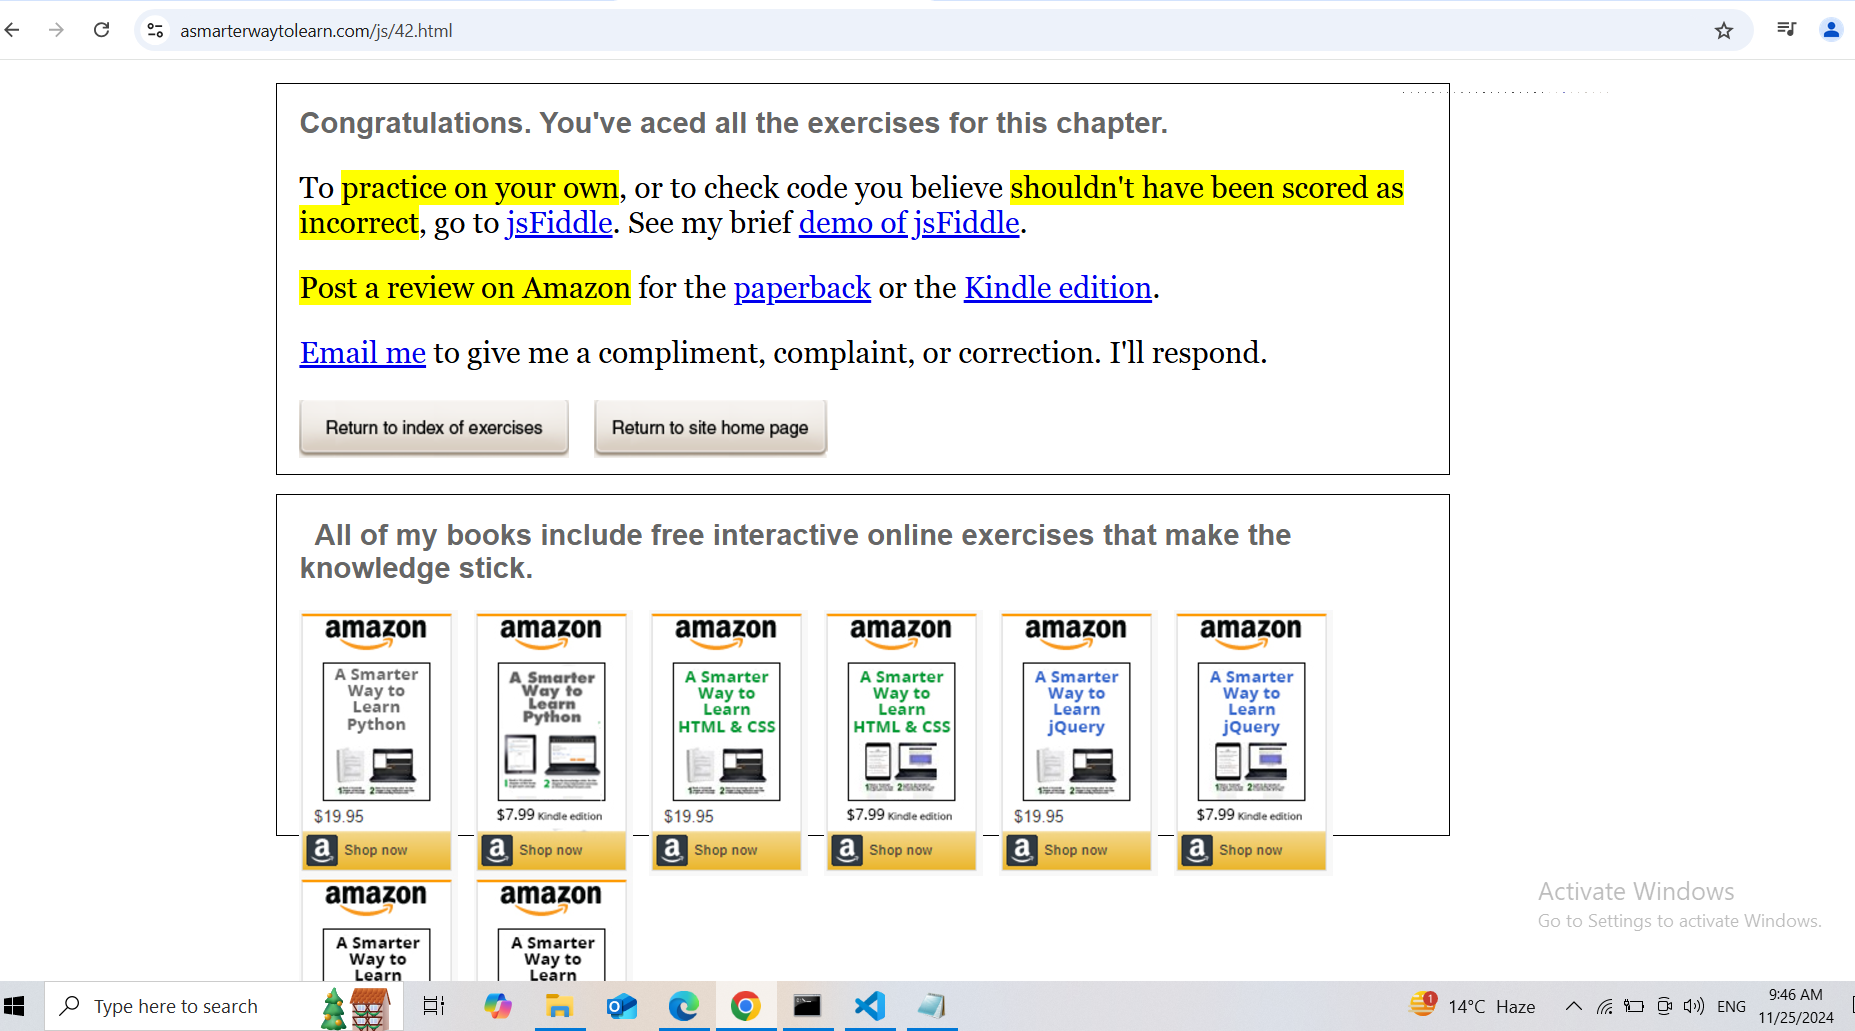 asmarterwaytolearn.com/js/42.html
Congratulations. You've aced all the exercises for this chapter.
To practice on your own, or to check code you believe shouldn't have been scored as
incorrect, go to jsFiddle. See my brief demo of jsFiddle.
Post a review on Amazon for the paperback or the Kindle edition.
Email me to give me a compliment, complaint, or correction. I'll respond.
Return to index of exercises Return to site home page
All of my books include free interactive online exercises that make the
knowledge stick.
amazon amazon amazon amazon amazon amazon
A Smarter A Smarter A Smarter A Smarter A Smarter A Smarter
Way to Way to Way to Way to Way to Way to
Learn Learn Learn Learn Learn Learn
Python Python HTML & CSS HTML & CSS jQuery jQuery
$19.95 $7.99 Kindle edition $19.95 $7.99 Kindle edition $19.95 $7.99 Kindle edition
a Shop now a Shop now a Shop now a Shop now a Shop now a Shop now
amazon amazon
A Smarter A Smarter
Way to Way to
Learn Learn
Activate Windows
Go to Settings to activate Windows.
Type here to search 1 14°C Haze ENG 9:46 AM
11/25/2024